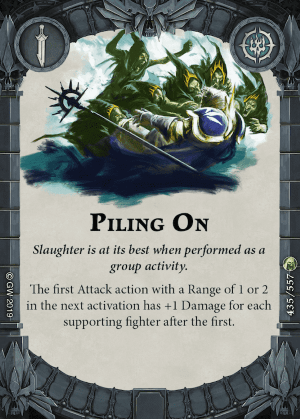 PILING ON
Slaughter is at its best when performed as a
group activity.
The first Attack action with a Range of 1 or 2
in the next activation has +1 Damage for each
supporting fighter after the first.
© GW 2019
435/557